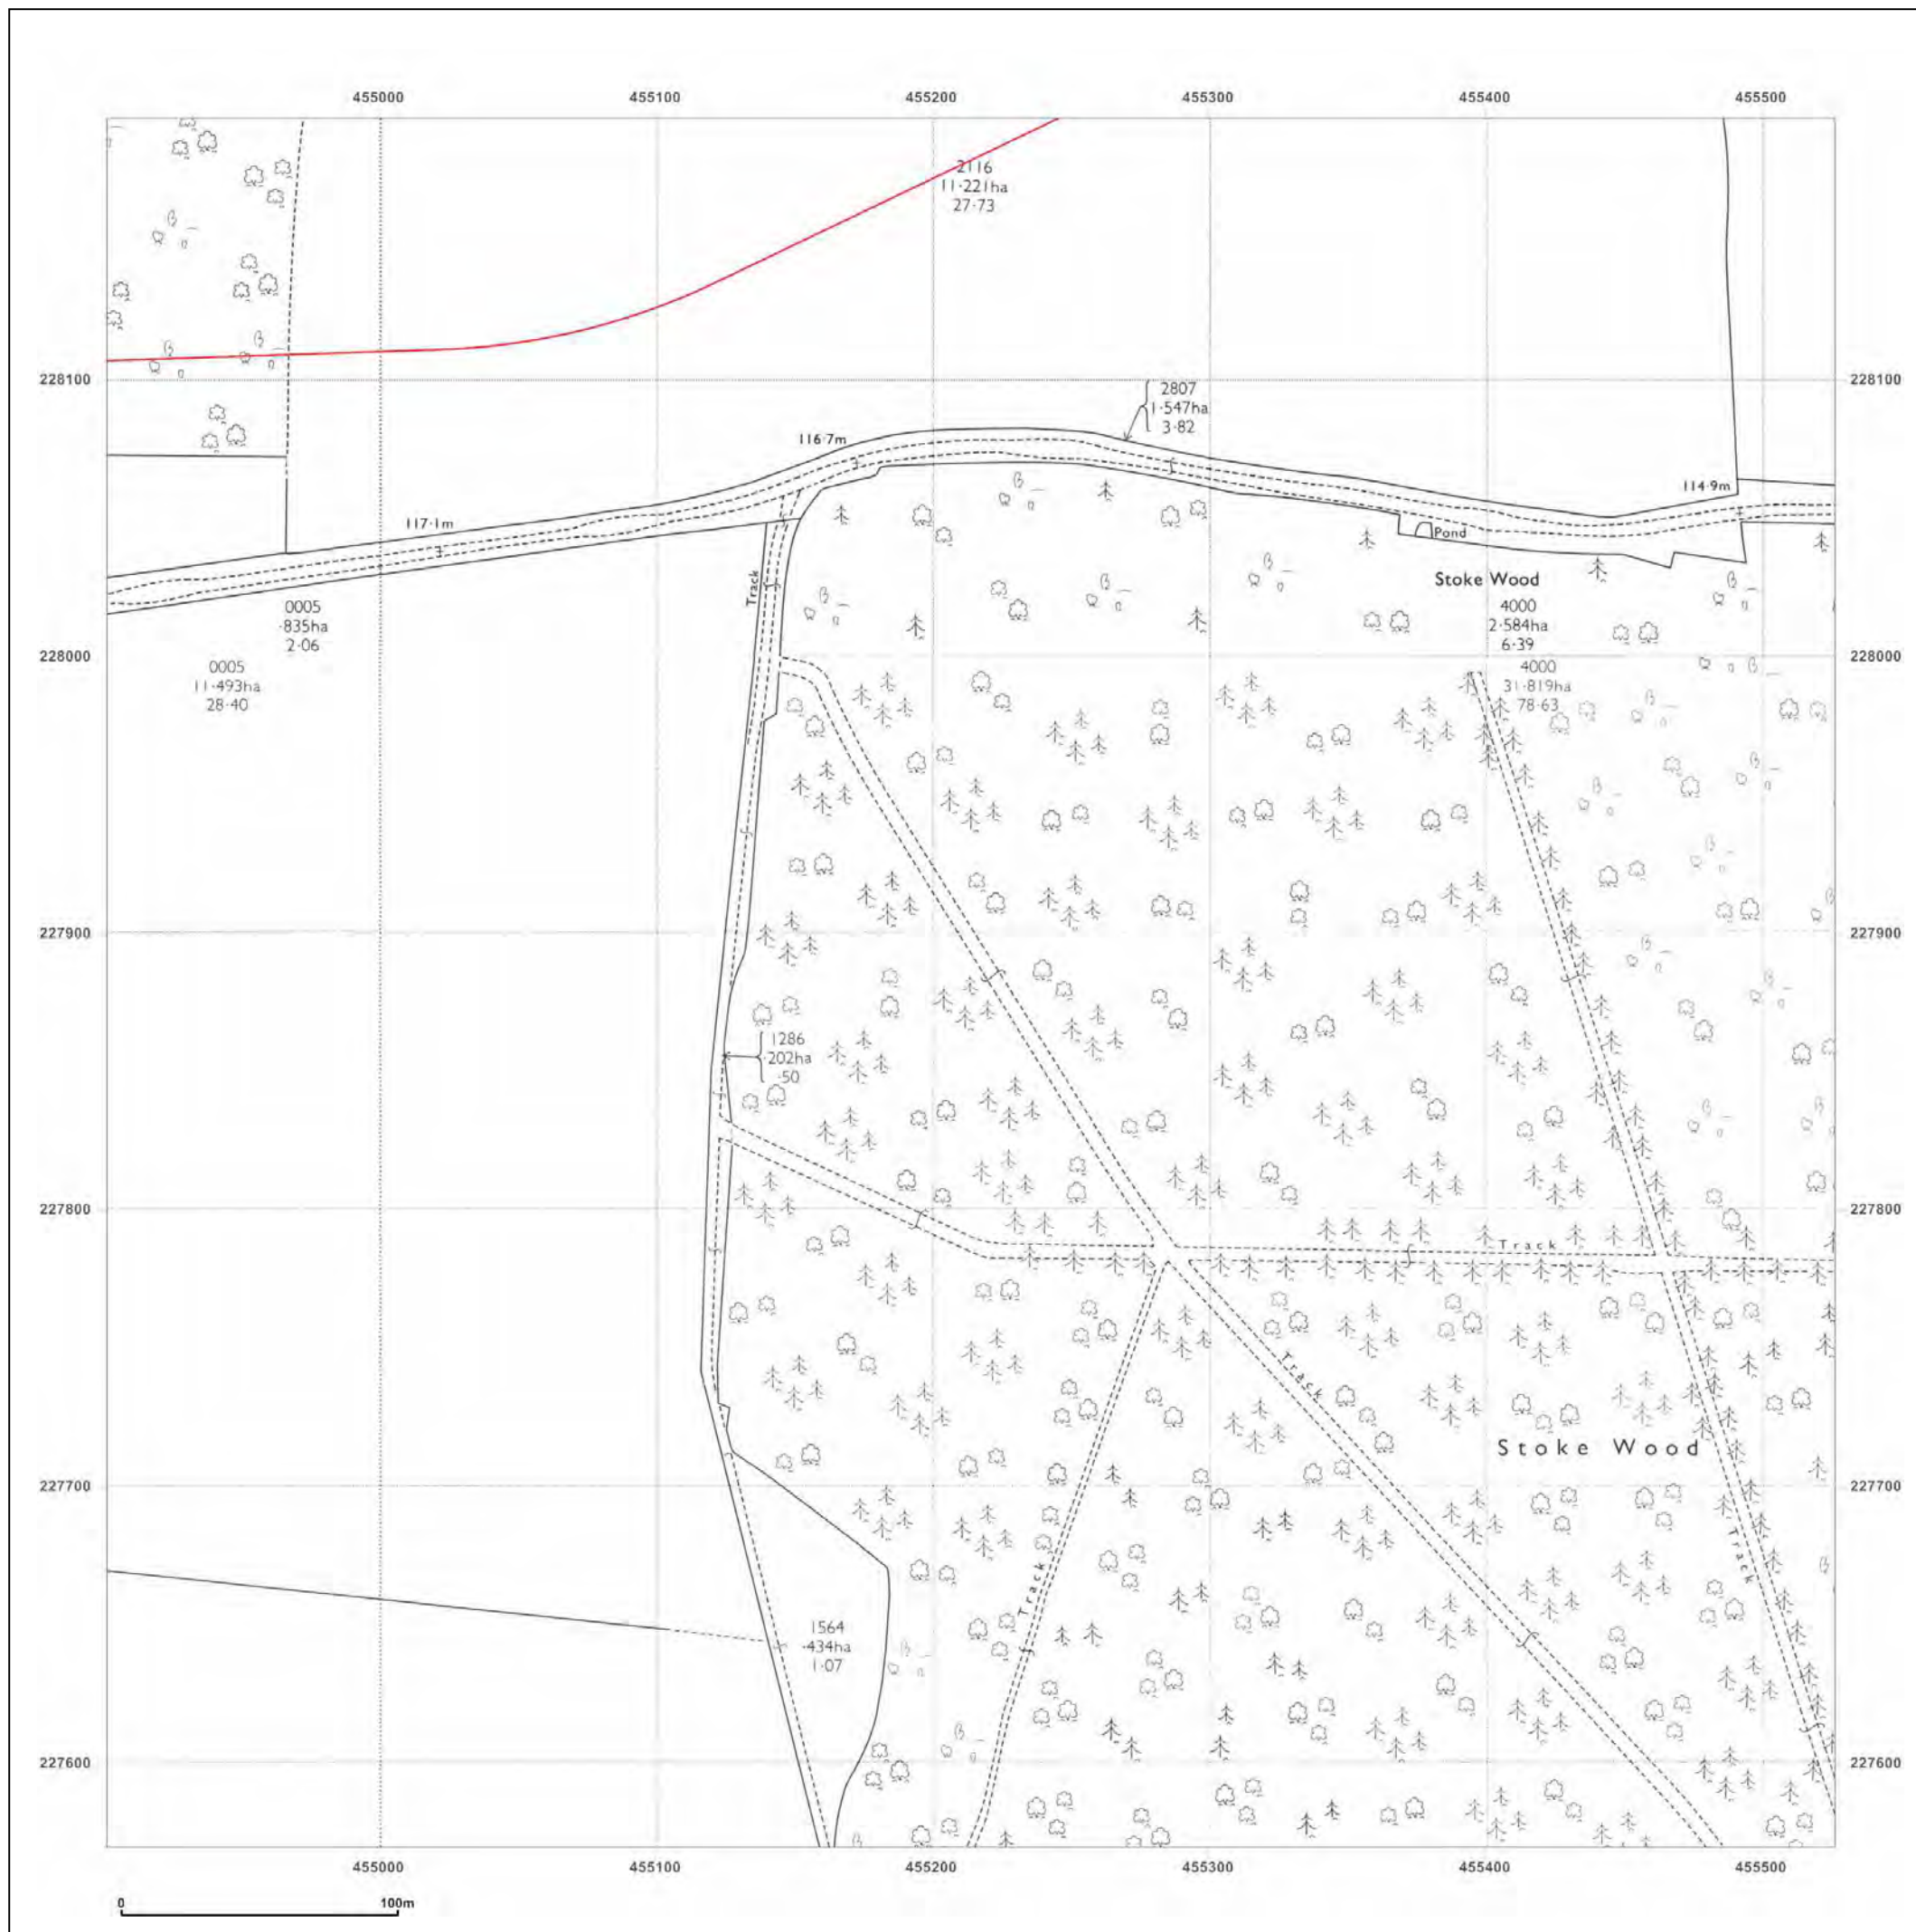 455000 455100 455200 455300 455400 455500
2116
11·221ha
27·73
228100 228100
2807
1·547ha
3·82
116·7m
114·9m
117·1m
Pond
Track
Stoke Wood
4000
2·584ha
6·39
0005
·835ha
2·06
228000 228000
0005
11·493ha
28·40
4000
31·819ha
78·63
227900 227900
1286
·202ha
·50
227800 227800
Track
Track
Stoke Wood
227700 227700
Track
Track
1564
·434ha
1·07
227600 227600
455000 455100 455200 455300 455400 455500
0 100m